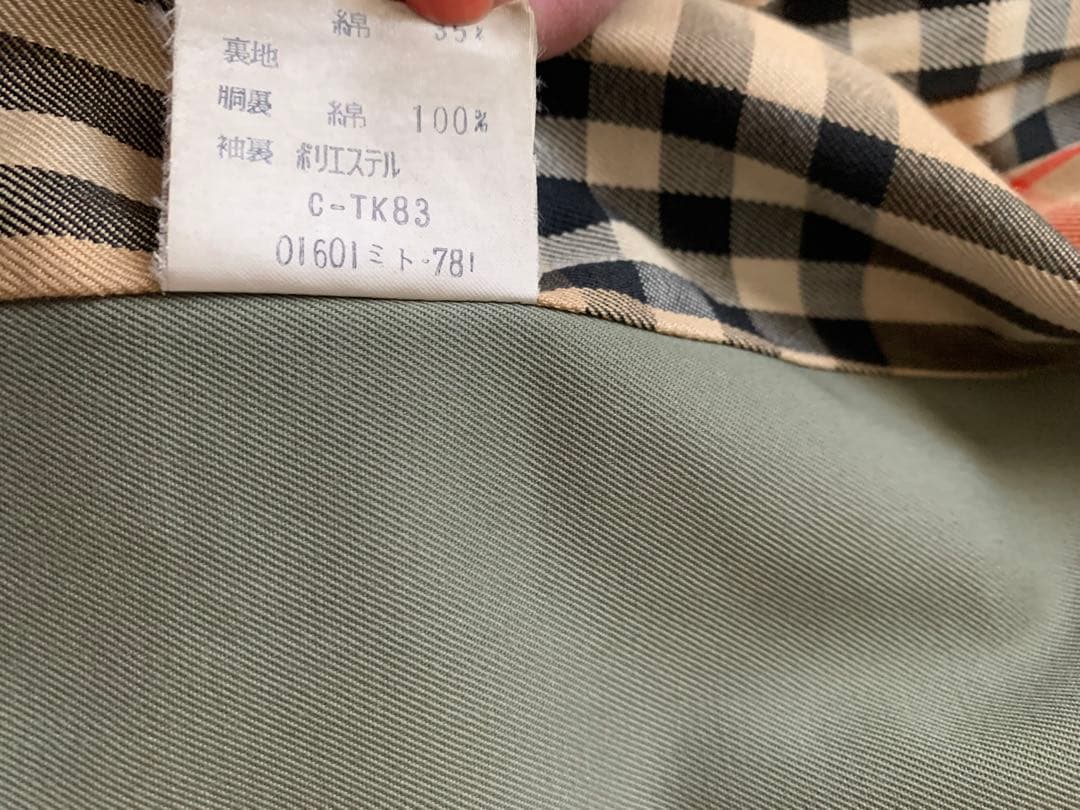 綿 35%
裏地
胴裏 綿 100%
袖裏 ポリエステル
C-TK83
01601ミト-781